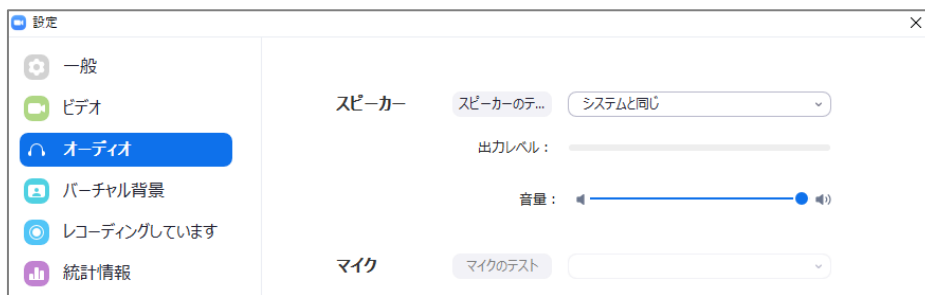 設定
一般
ビデオ
オーディオ
バーチャル背景
レコーディングしています
統計情報
スピーカー スピーカーのテ... システムと同じ
出力レベル：
音量：
マイク マイクのテスト